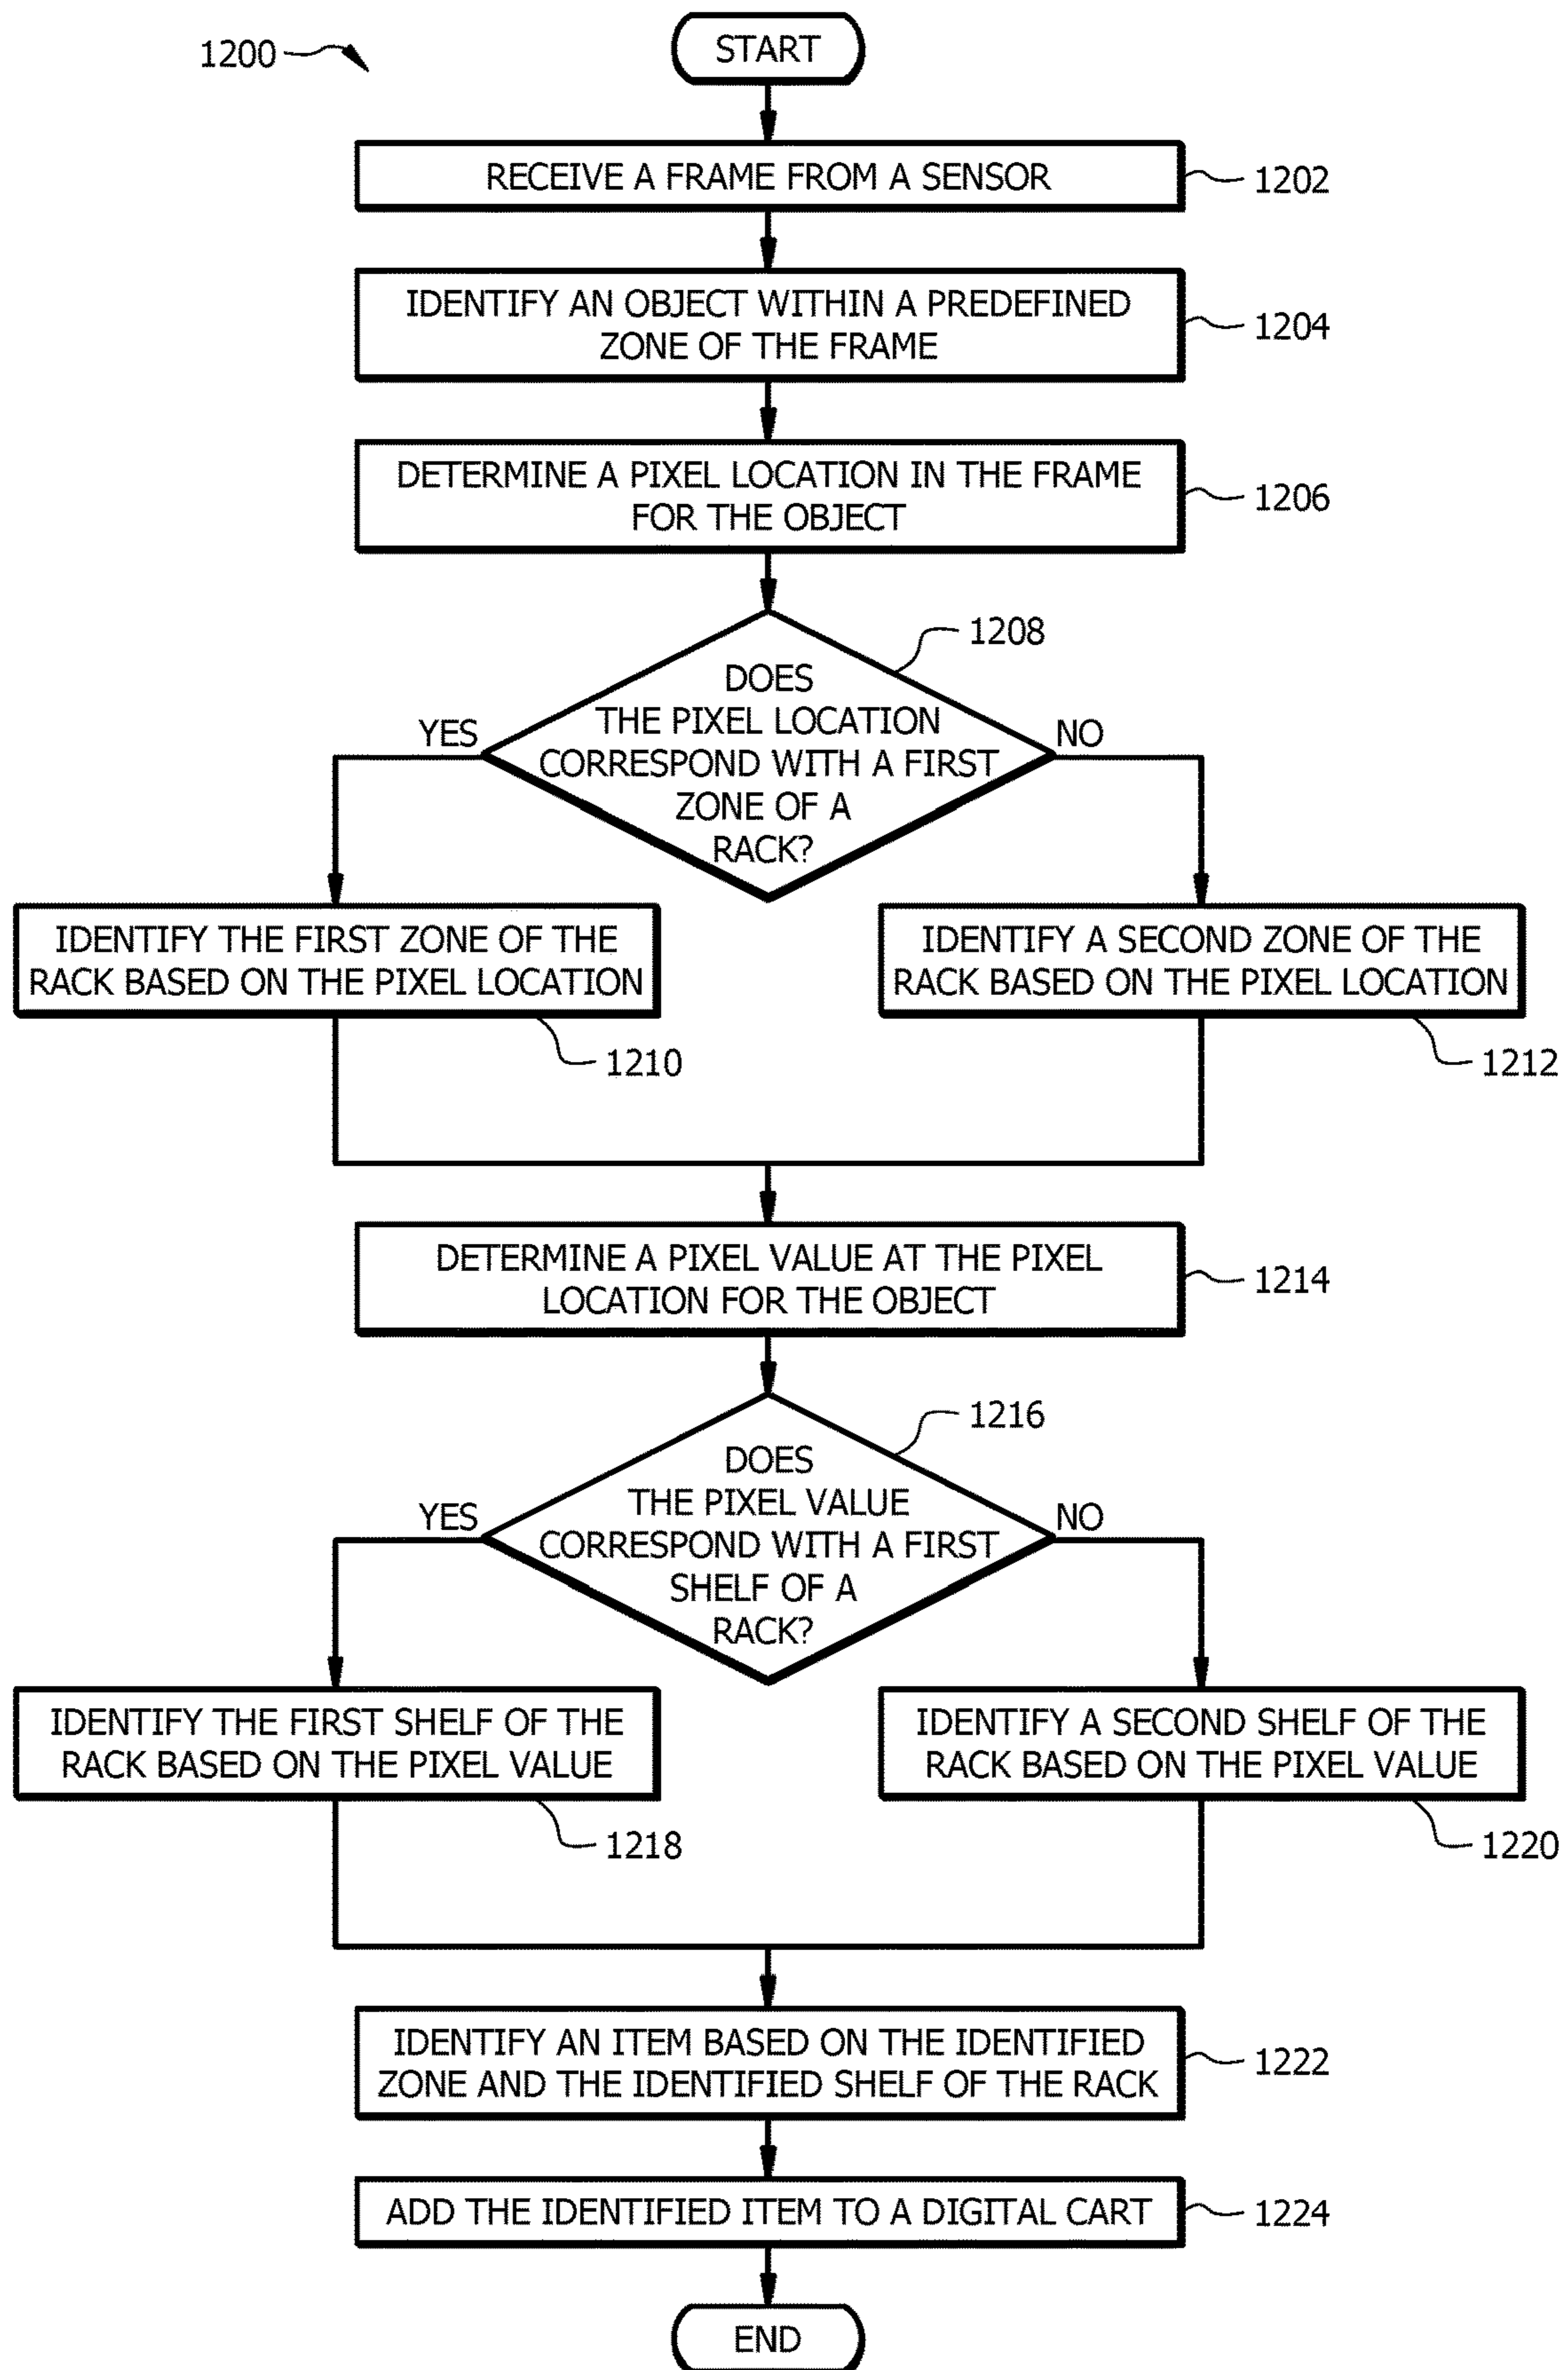 1200
START
RECEIVE A FRAME FROM A SENSOR
1202
IDENTIFY AN OBJECT WITHIN A PREDEFINED
ZONE OF THE FRAME
1204
DETERMINE A PIXEL LOCATION IN THE FRAME
FOR THE OBJECT
1206
1208
DOES
THE PIXEL LOCATION
CORRESPOND WITH A FIRST
ZONE OF A
RACK?
YES
NO
IDENTIFY THE FIRST ZONE OF THE
RACK BASED ON THE PIXEL LOCATION
1210
IDENTIFY A SECOND ZONE OF THE
RACK BASED ON THE PIXEL LOCATION
1212
DETERMINE A PIXEL VALUE AT THE PIXEL
LOCATION FOR THE OBJECT
1214
1216
DOES
THE PIXEL VALUE
CORRESPOND WITH A FIRST
SHELF OF A
RACK?
YES
NO
IDENTIFY THE FIRST SHELF OF THE
RACK BASED ON THE PIXEL VALUE
1218
IDENTIFY A SECOND SHELF OF THE
RACK BASED ON THE PIXEL VALUE
1220
IDENTIFY AN ITEM BASED ON THE IDENTIFIED
ZONE AND THE IDENTIFIED SHELF OF THE RACK
1222
ADD THE IDENTIFIED ITEM TO A DIGITAL CART
1224
END